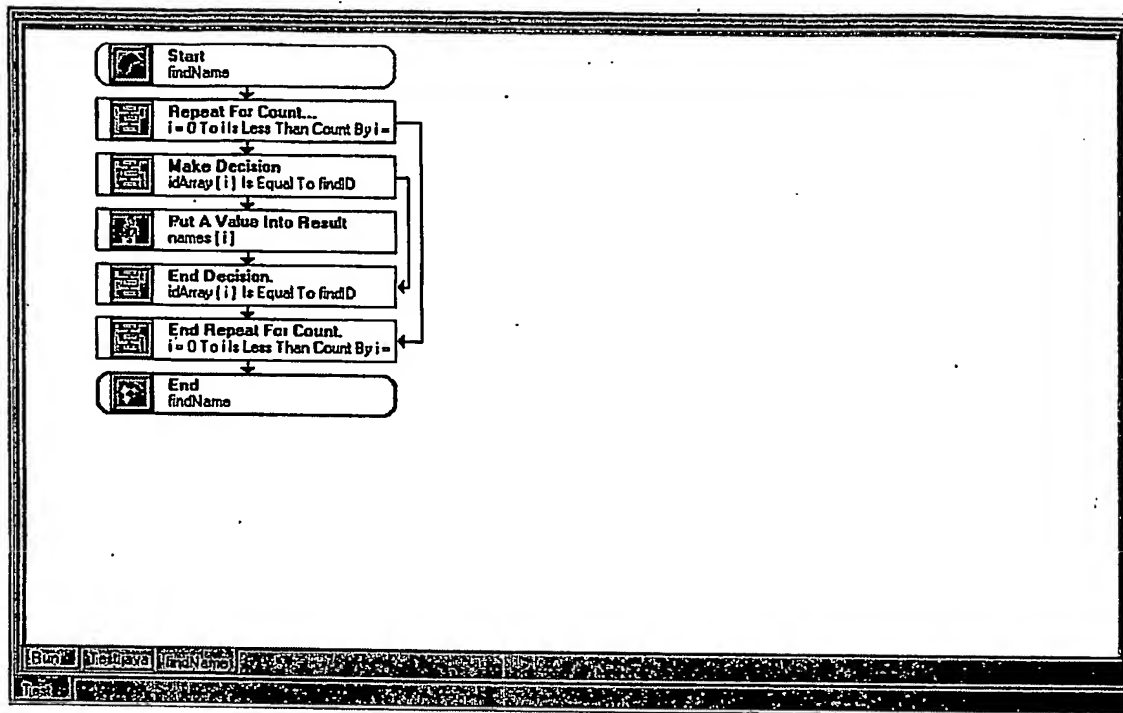 Start
findName
Repeat For Count...
i = 0 To i Is Less Than Count By i =
Make Decision
idArray [ i ] Is Equal To findID
Put A Value Into Result
names [ i ]
End Decision.
idArray [ i ] Is Equal To findID
End Repeat For Count.
i = 0 To i Is Less Than Count By i =
End
findName
findName